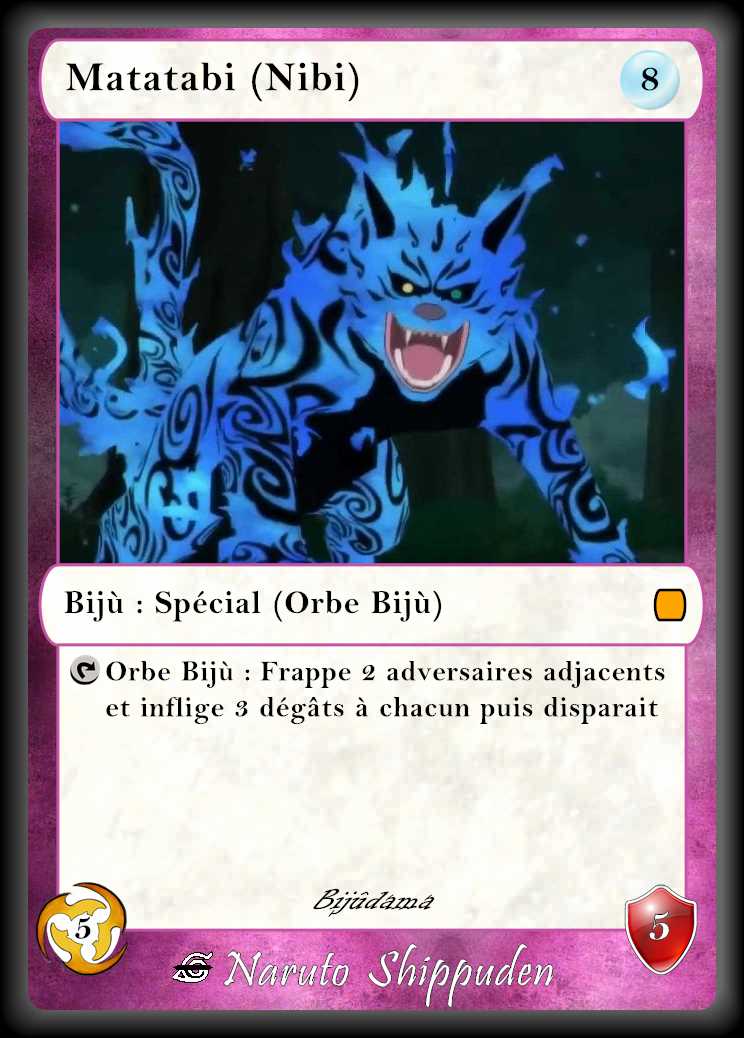 Matatabi (Nibi)
8
Bijù : Spécial (Orbe Bijù)
Orbe Bijù : Frappe 2 adversaires adjacents
et inflige 3 dégâts à chacun puis disparait
Bijûdama
5
5
Naruto Shippuden